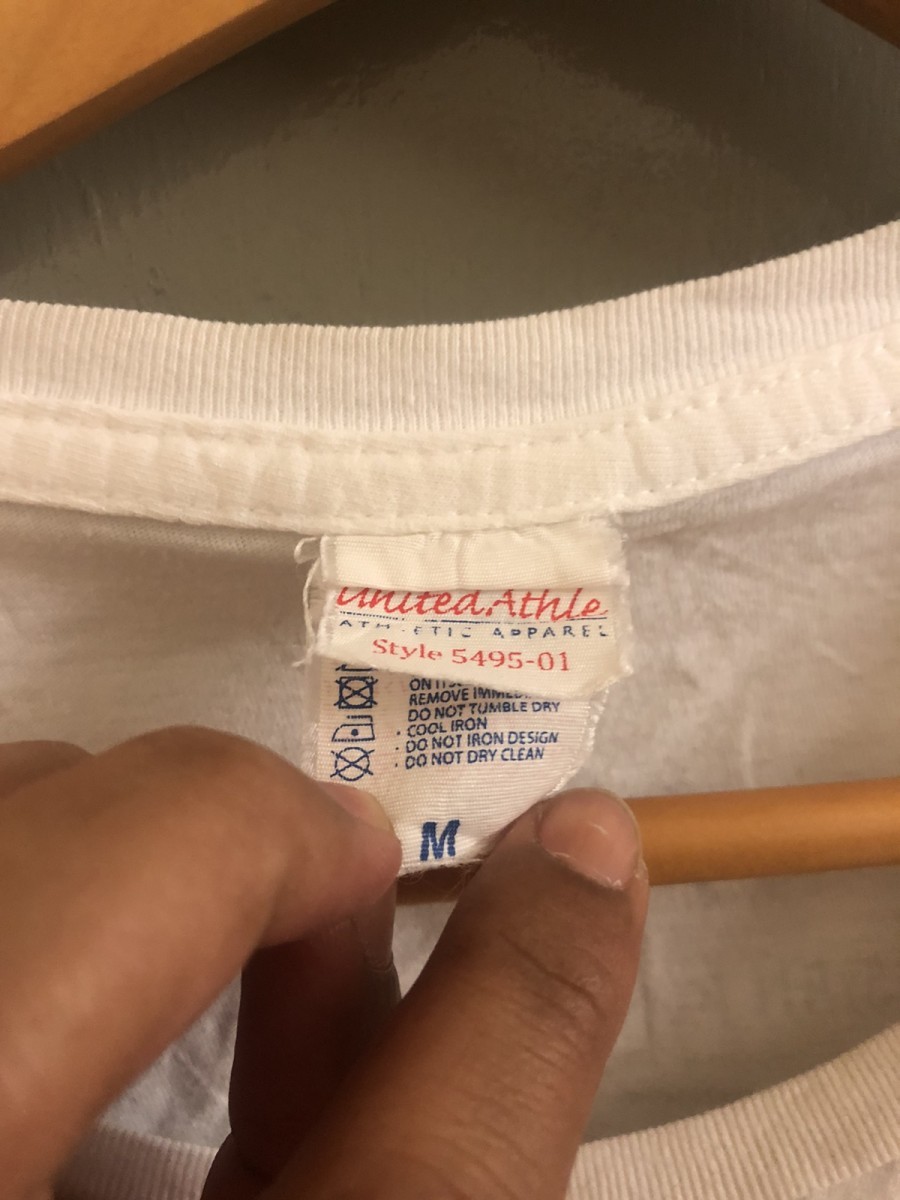 United Athle
ATHLETIC APPAREL
Style 5495-01
REMOVE
DO NOT TUMBLE DRY
· COOL IRON
· DO NOT IRON DESIGN
· DO NOT DRY CLEAN
M